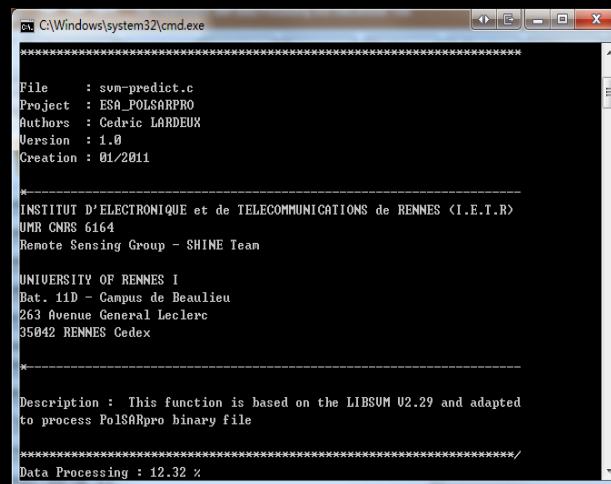 C:\Windows\system32\cmd.exe
*********************************************************************
File : svm-predict.c
Project : ESA_POLSARPRO
Authors : Cedric LARDEUX
Version : 1.0
Creation : 01/2011
*--------------------------------------------------------------------
INSTITUT D'ELECTRONIQUE et de TELECOMMUNICATIONS de RENNES (I.E.T.R)
UMR CNRS 6164
Remote Sensing Group - SHINE Team
UNIVERSITY OF RENNES I
Bat. 11D - Campus de Beaulieu
263 Avenue General Leclerc
35042 RENNES Cedex
*--------------------------------------------------------------------
Description : This function is based on the LIBSVM V2.29 and adapted
to process PolSARpro binary file
********************************************************************/
Data Processing : 12.32 %